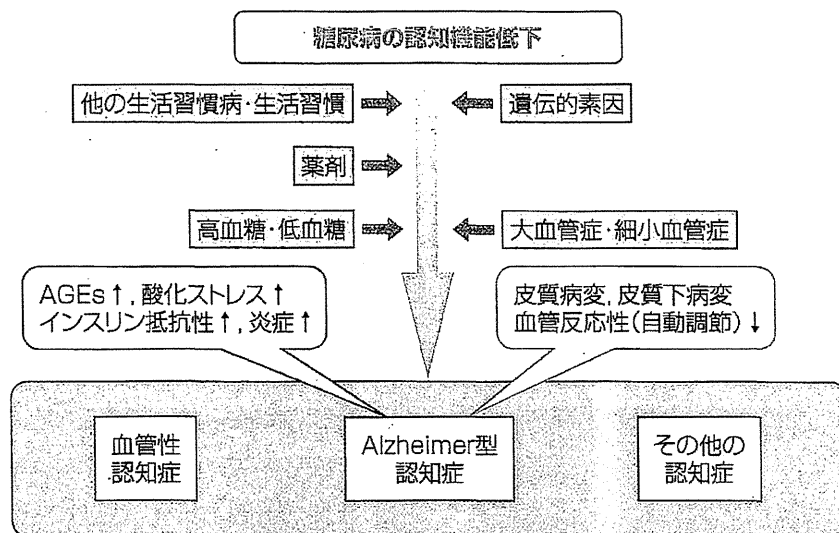 糖尿病の認知機能低下
他の生活習慣病・生活習慣
遺伝的素因
薬剤
高血糖・低血糖
大血管症・細小血管症
AGEs↑, 酸化ストレス↑
インスリン抵抗性↑, 炎症↑
皮質病変, 皮質下病変
血管反応性(自動調節)↓
血管性
認知症
Alzheimer型
認知症
その他の
認知症